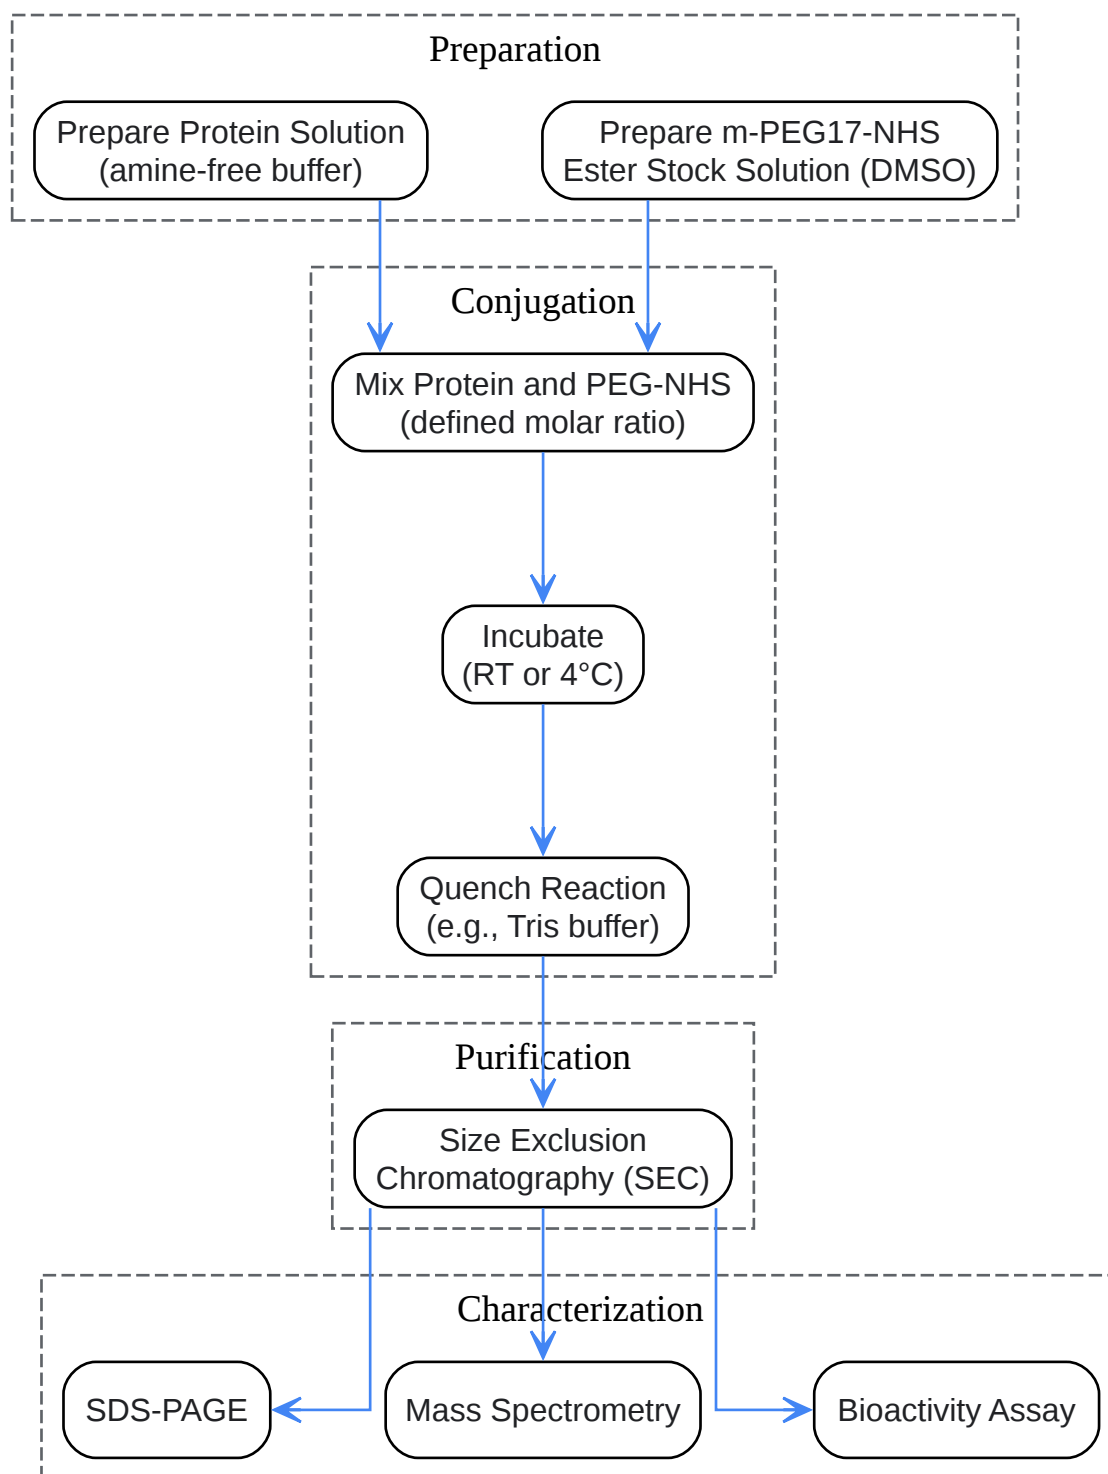 Preparation
Prepare Protein Solution
(amine-free buffer)
Prepare m-PEG17-NHS
Ester Stock Solution (DMSO)
Conjugation
Mix Protein and PEG-NHS
(defined molar ratio)
Incubate
(RT or 4°C)
Quench Reaction
(e.g., Tris buffer)
Purification
Size Exclusion
Chromatography (SEC)
Characterization
SDS-PAGE
Mass Spectrometry
Bioactivity Assay